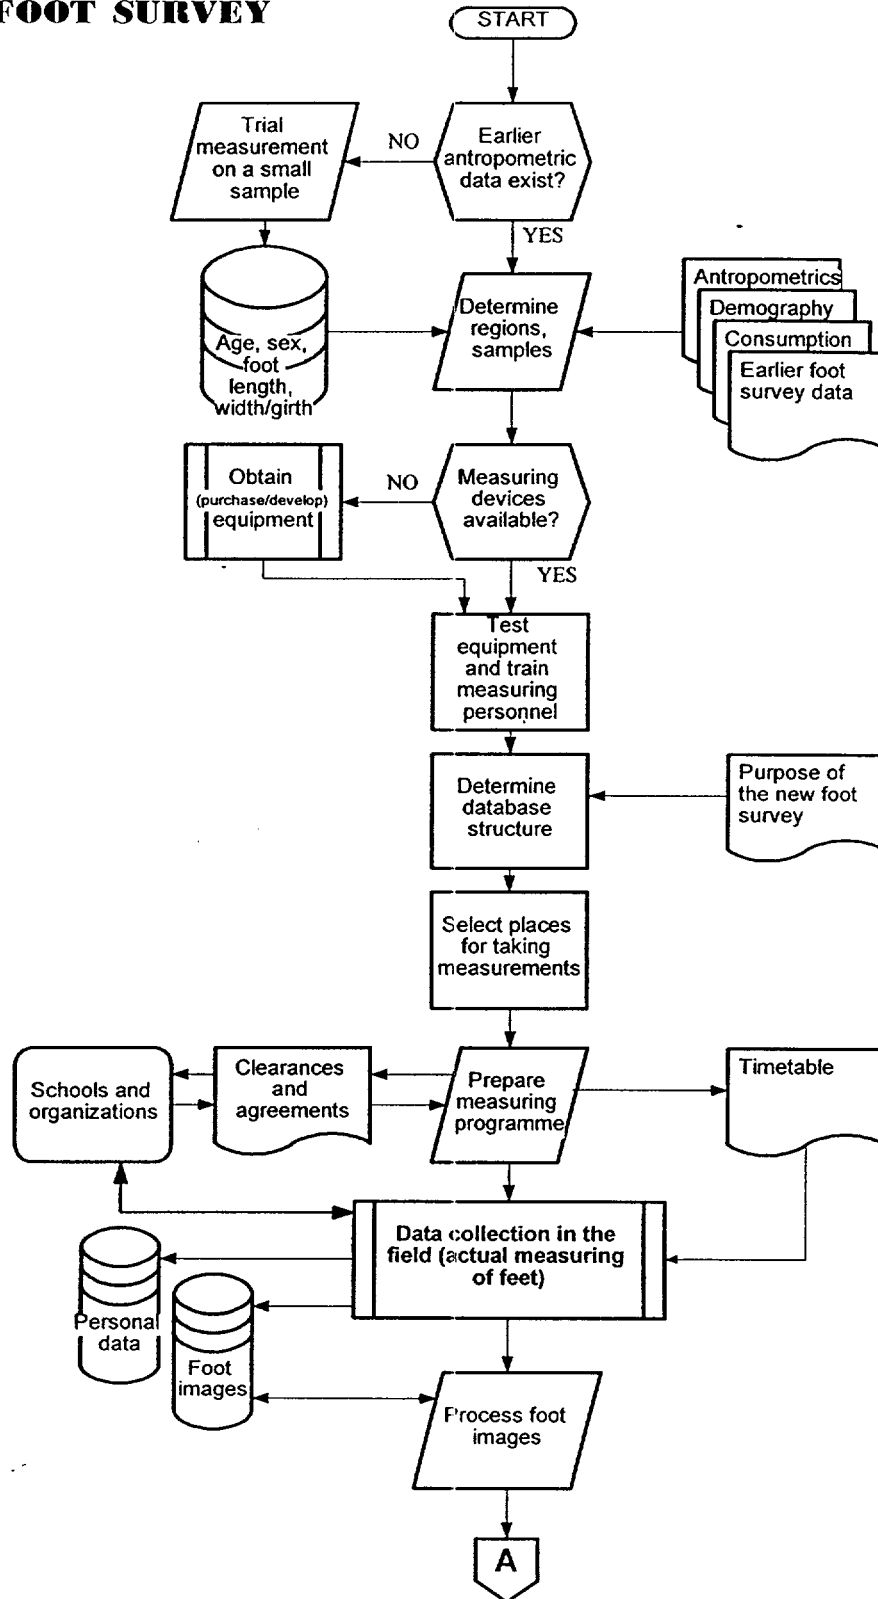 FOOT SURVEY
START
Trial
measurement
on a small
sample
NO
Earlier
antropometric
data exist?
YES
Age, sex,
foot
length,
width/girth
Determine
regions,
samples
Antropometrics
Demography
Consumption
Earlier foot
survey data
Obtain
(purchase/develop)
equipment
NO
Measuring
devices
available?
YES
Test
equipment
and train
measuring
personnel
Determine
database
structure
Purpose of
the new foot
survey
Select places
for taking
measurements
Schools and
organizations
Clearances
and
agreements
Prepare
measuring
programme
Timetable
Data collection in the
field (actual measuring
of feet)
Personal
data
Foot
images
Process foot
images
A